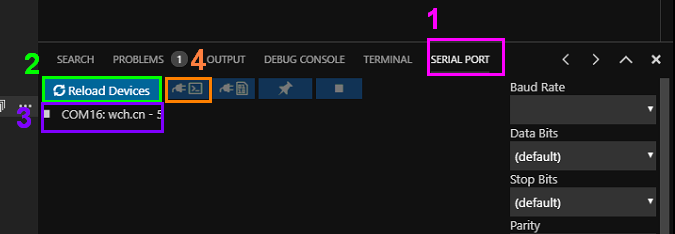 1
SEARCH PROBLEMS 1 OUTPUT DEBUG CONSOLE TERMINAL SERIAL PORT
2 4
Reload Devices
Baud Rate
3
COM16: wch.cn - 5
Data Bits
(default)
Stop Bits
(default)
Parity